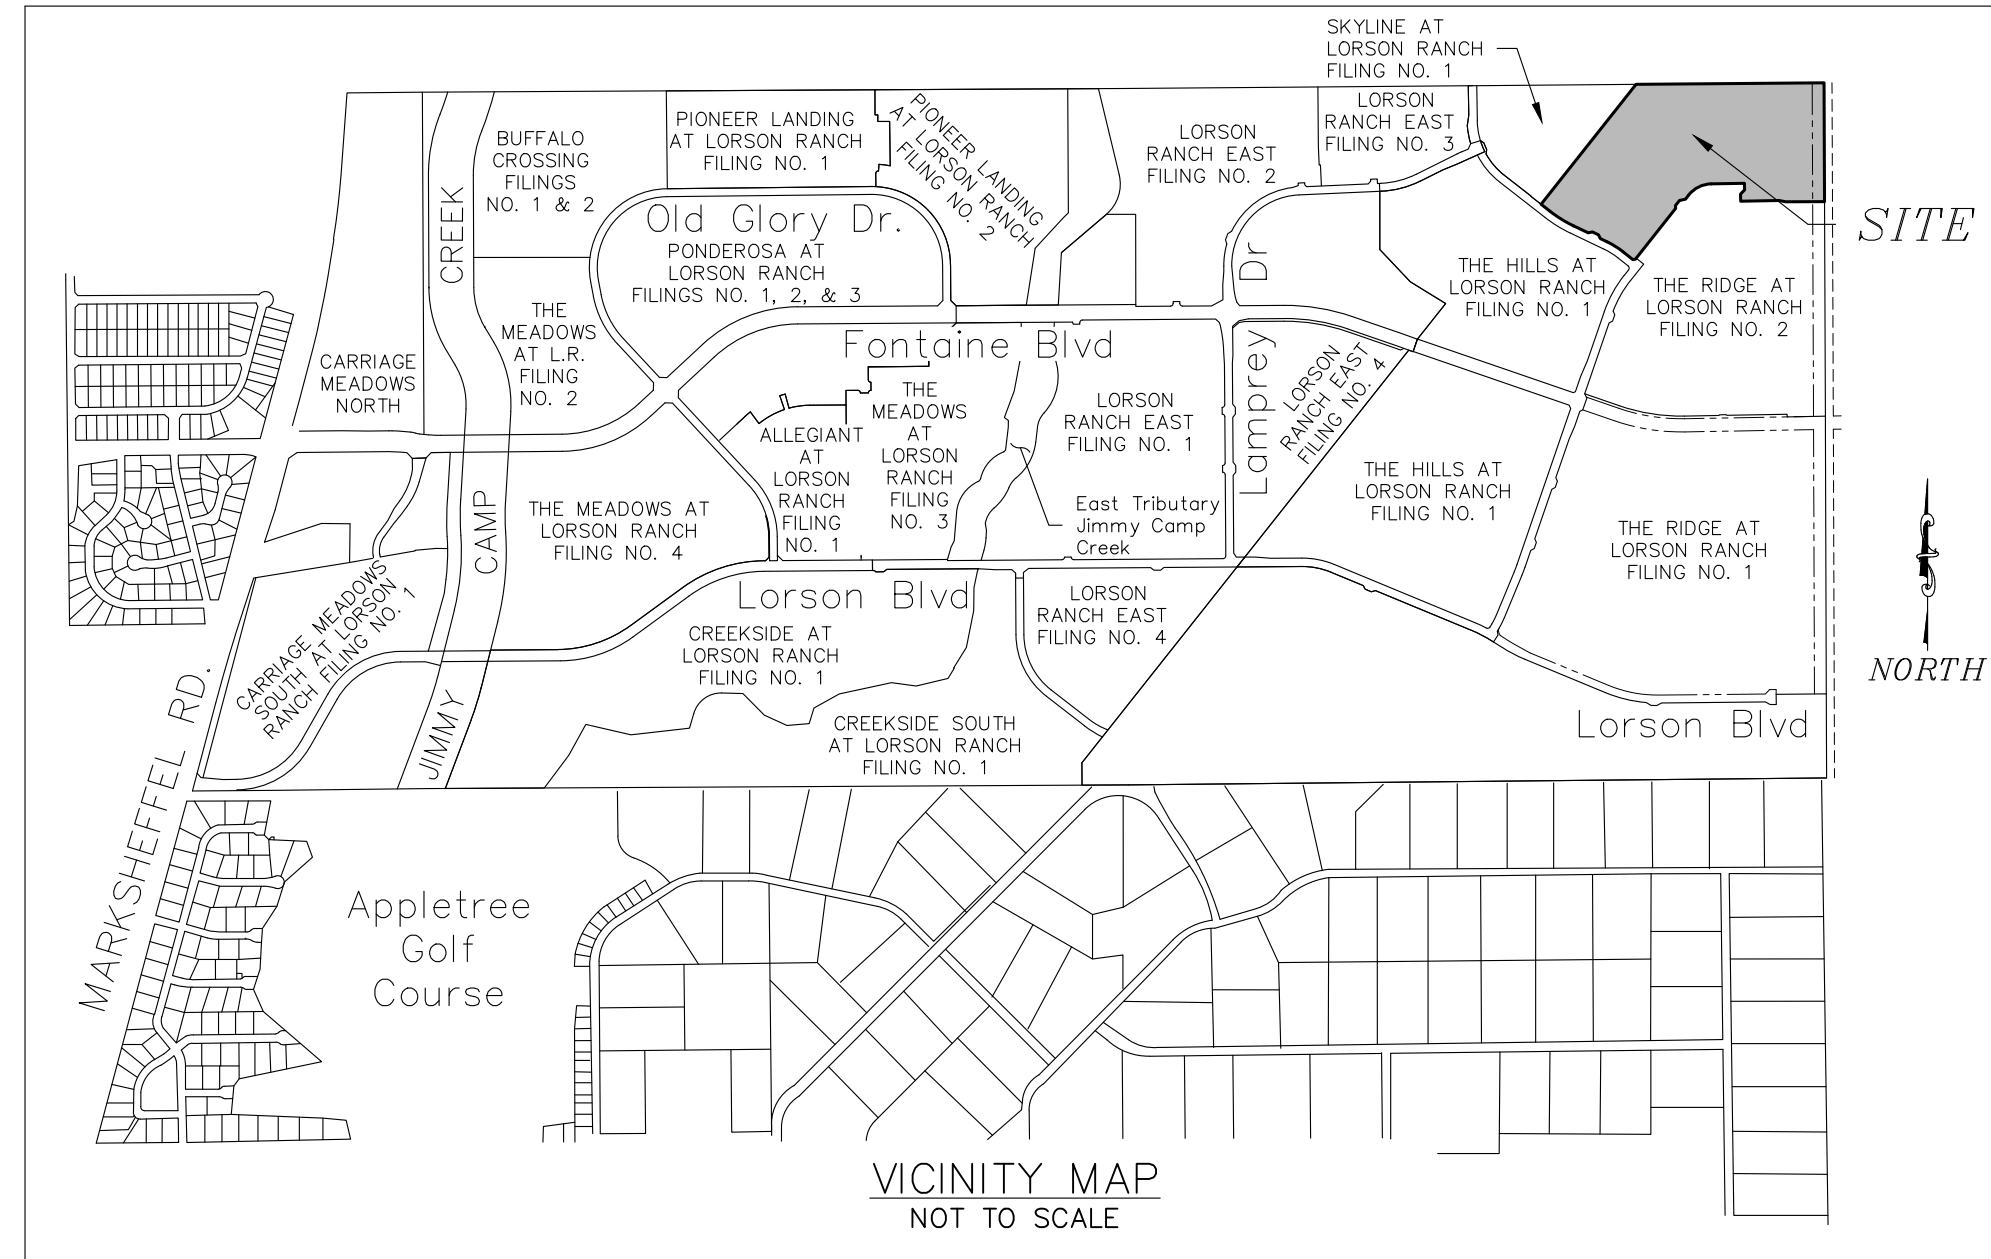 SKYLINE AT
LORSON RANCH
FILING NO. 1
LORSON
RANCH EAST
FILING NO. 3
PIONEER LANDING
AT LORSON RANCH
FILING NO. 1
PIONEER LANDING
AT LORSON RANCH
FILING NO. 2
BUFFALO
CROSSING
FILINGS
NO. 1 & 2
LORSON
RANCH EAST
FILING NO. 2
SITE
Old Glory Dr.
PONDEROSA AT
LORSON RANCH
FILINGS NO. 1, 2, & 3
CREEK
Lamprey Dr
THE HILLS AT
LORSON RANCH
FILING NO. 1
THE RIDGE AT
LORSON RANCH
FILING NO. 2
THE
MEADOWS
AT L.R.
FILING
NO. 2
CARRIAGE
MEADOWS
NORTH
Fontaine Blvd
LORSON
RANCH EAST
FILING NO. 4
THE
MEADOWS
AT
LORSON
RANCH
FILING
NO. 3
LORSON
RANCH EAST
FILING NO. 1
ALLEGIANT
AT
LORSON
RANCH
FILING
NO. 1
THE HILLS AT
LORSON RANCH
FILING NO. 1
CAMP
THE MEADOWS AT
LORSON RANCH
FILING NO. 4
East Tributary
Jimmy Camp
Creek
THE RIDGE AT
LORSON RANCH
FILING NO. 1
CARRIAGE MEADOWS
SOUTH AT LORSON
RANCH FILING NO. 1
Lorson Blvd
LORSON
RANCH EAST
FILING NO. 4
CREEKSIDE AT
LORSON RANCH
FILING NO. 1
NORTH
JIMMY
CREEKSIDE SOUTH
AT LORSON RANCH
FILING NO. 1
Lorson Blvd
MARKSHEFFEL RD.
Appletree
Golf
Course
VICINITY MAP
NOT TO SCALE